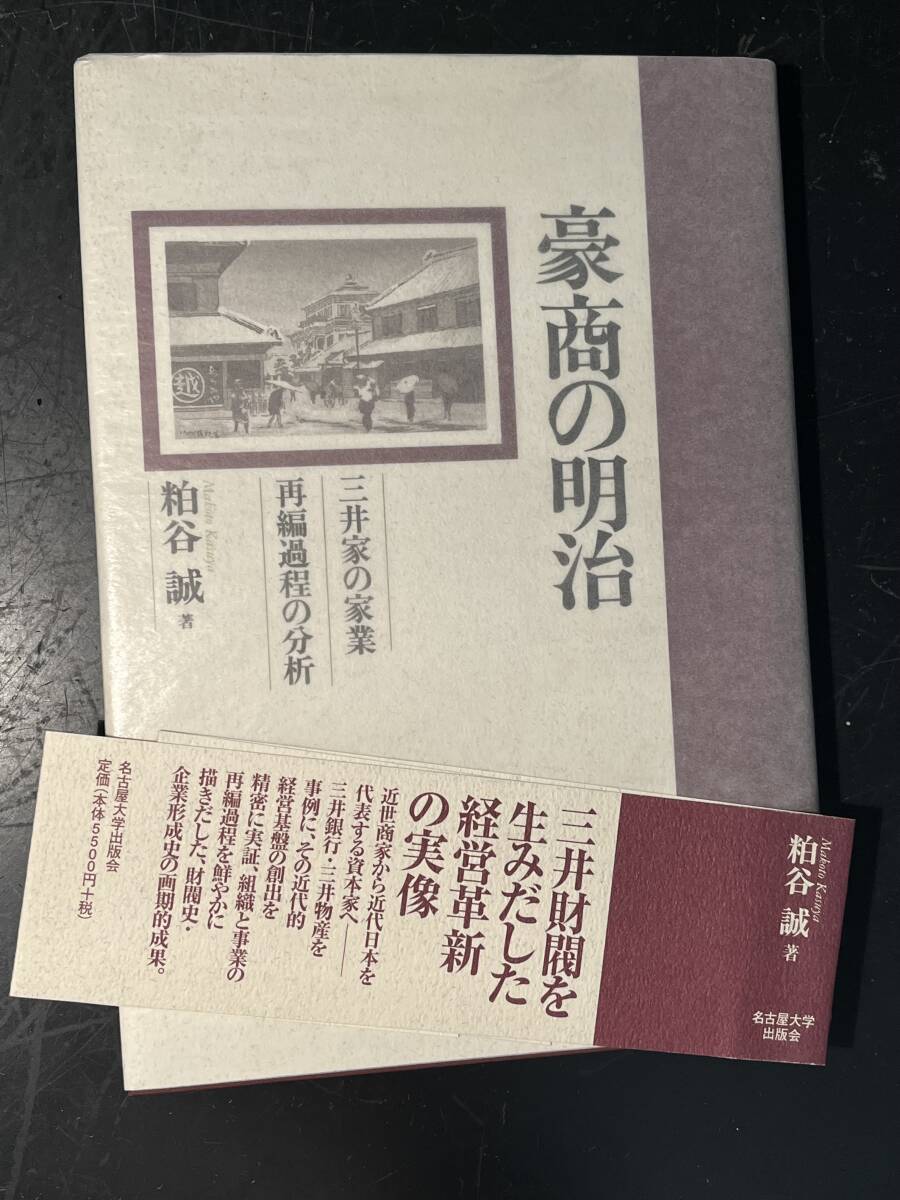 豪商の明治
三井家の家業
再編過程の分析
Makoto Kasuya
粕谷 誠 著
越
Makoto Kasuya
粕谷 誠 著
名古屋大学
出版会
三井財閥を
生みだした
経営革新
の実像
近世商家から近代日本を
代表する資本家へ――
三井銀行・三井物産を
事例に、その近代的
経営基盤の創出を
精密に実証、組織と事業の
再編過程を鮮やかに
描きだした、財閥史・
企業形成史の画期的成果。
名古屋大学出版会
定価(本体5500円+税)